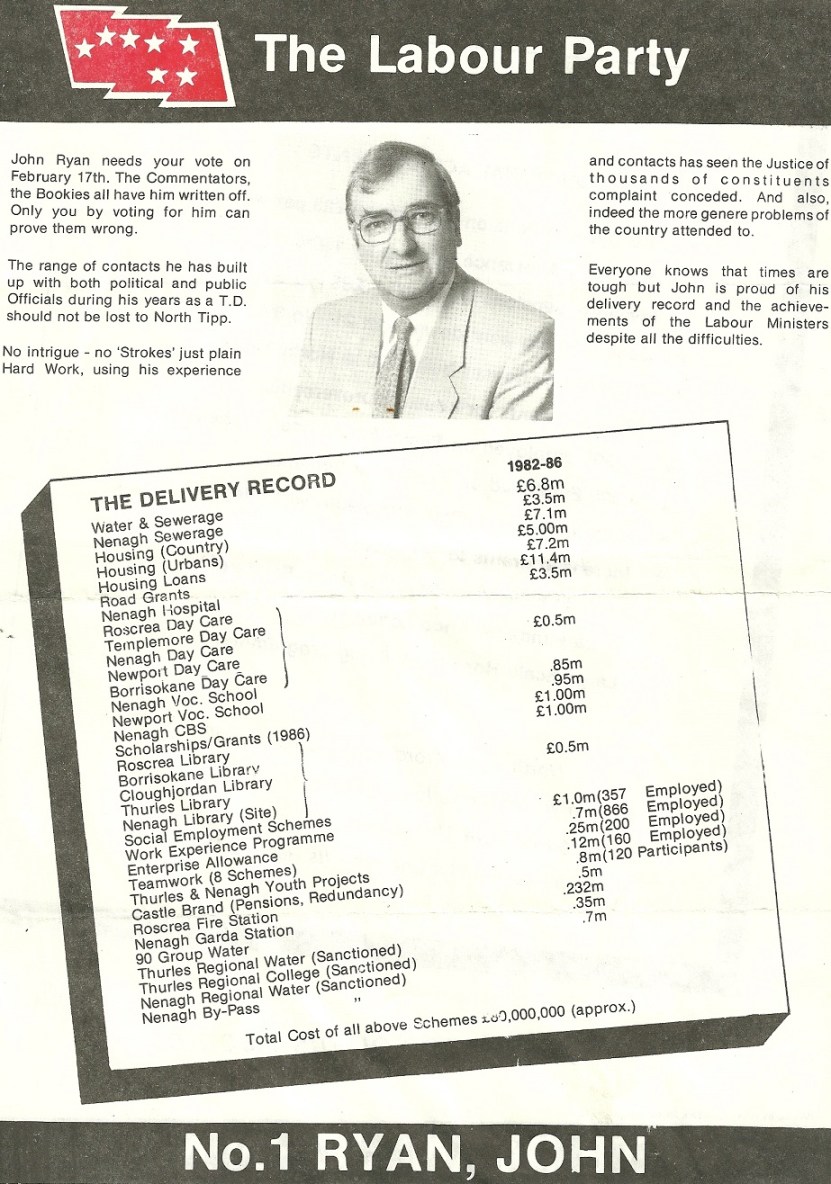 The Labour Party
John Ryan needs your vote on
February 17th. The Commentators,
the Bookies all have him written off.
Only you by voting for him can
prove them wrong.
The range of contacts he has built
up with both political and public
Officials during his years as a T.D.
should not be lost to North Tipp.
No intrigue - no 'Strokes' just plain
Hard Work, using his experience
and contacts has seen the Justice of
thousands of constituents
complaint conceded. And also,
indeed the more genere problems of
the country attended to.
Everyone knows that times are
tough but John is proud of his
delivery record and the achieve-
ments of the Labour Ministers
despite all the difficulties.
THE DELIVERY RECORD 1982-86
Water & Sewerage £6.8m
Nenagh Sewerage £3.5m
Housing (Country) £7.1m
Housing (Urbans) £5.00m
Housing Loans £7.2m
Road Grants £11.4m
Nenagh Hospital £3.5m
Roscrea Day Care
Templemore Day Care
Nenagh Day Care £0.5m
Newport Day Care
Borrisokane Day Care
Nenagh Voc. School .85m
Newport Voc. School .95m
Nenagh CBS £1.00m
Scholarships/Grants (1986) £1.00m
Roscrea Library
Borrisokane Library
Cloughjordan Library £0.5m
Thurles Library
Nenagh Library (Site)
Social Employment Schemes £1.0m(357 Employed)
Work Experience Programme .7m(866 Employed)
Enterprise Allowance .25m(200 Employed)
Teamwork (8 Schemes) .12m(160 Employed)
Thurles & Nenagh Youth Projects .8m(120 Participants)
Castle Brand (Pensions, Redundancy) .5m
Roscrea Fire Station .232m
Nenagh Garda Station .35m
90 Group Water .7m
Thurles Regional Water (Sanctioned)
Thurles Regional College (Sanctioned)
Nenagh Regional Water (Sanctioned)
Nenagh By-Pass "
Total Cost of all above Schemes (approx.)
No.1 RYAN, JOHN